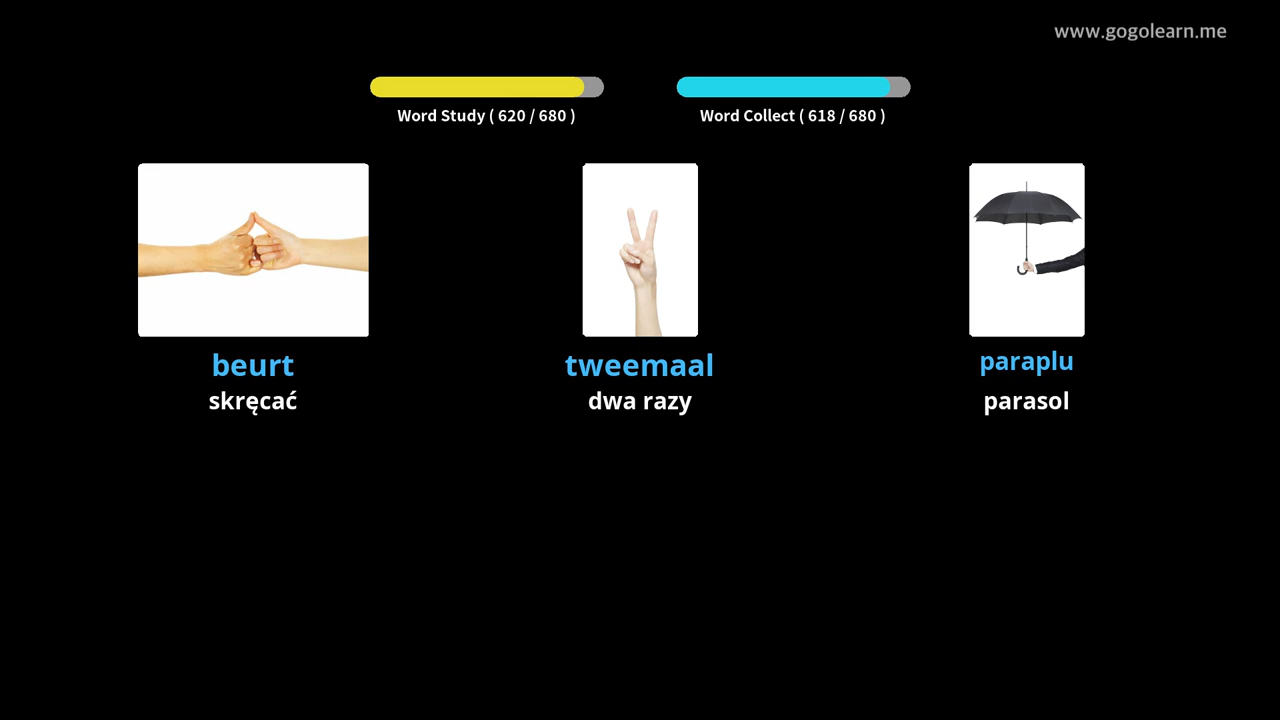 www.gogolearn.me
Word Study ( 620 / 680 )
Word Collect ( 618 / 680 )
beurt
skręcać
tweemaal
dwa razy
paraplu
parasol